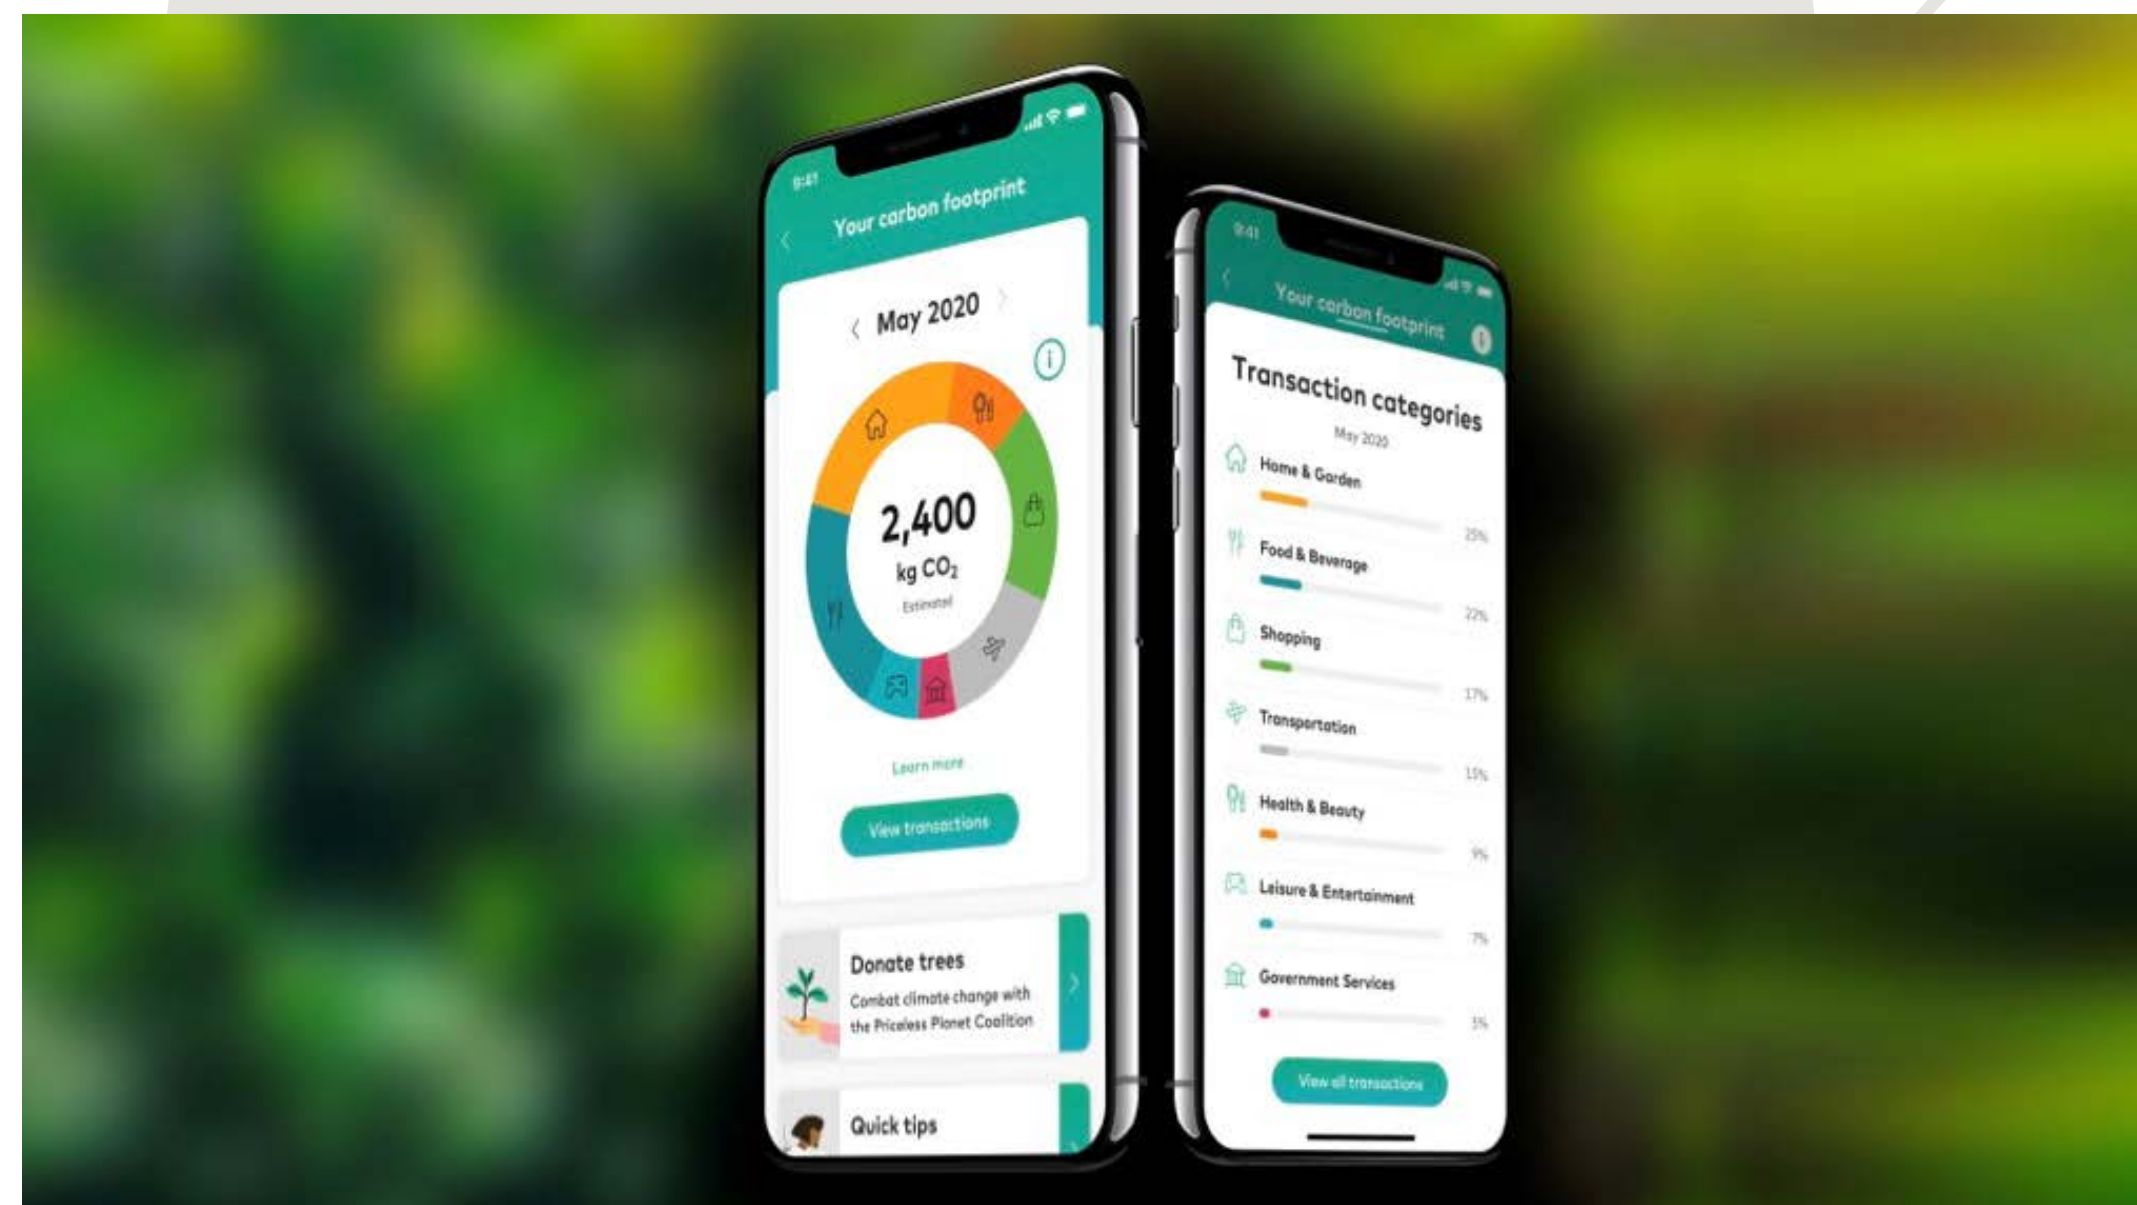 9:41
Your carbon footprint
May 2020
2,400
kg CO₂
Estimated
Learn more
View transactions
Donate trees
Combat climate change with
the Priceless Planet Coalition
Quick tips
9:41
Your carbon footprint
Transaction categories
May 2020
Home & Garden
25%
Food & Beverage
22%
Shopping
17%
Transportation
15%
Health & Beauty
9%
Leisure & Entertainment
7%
Government Services
View all transactions